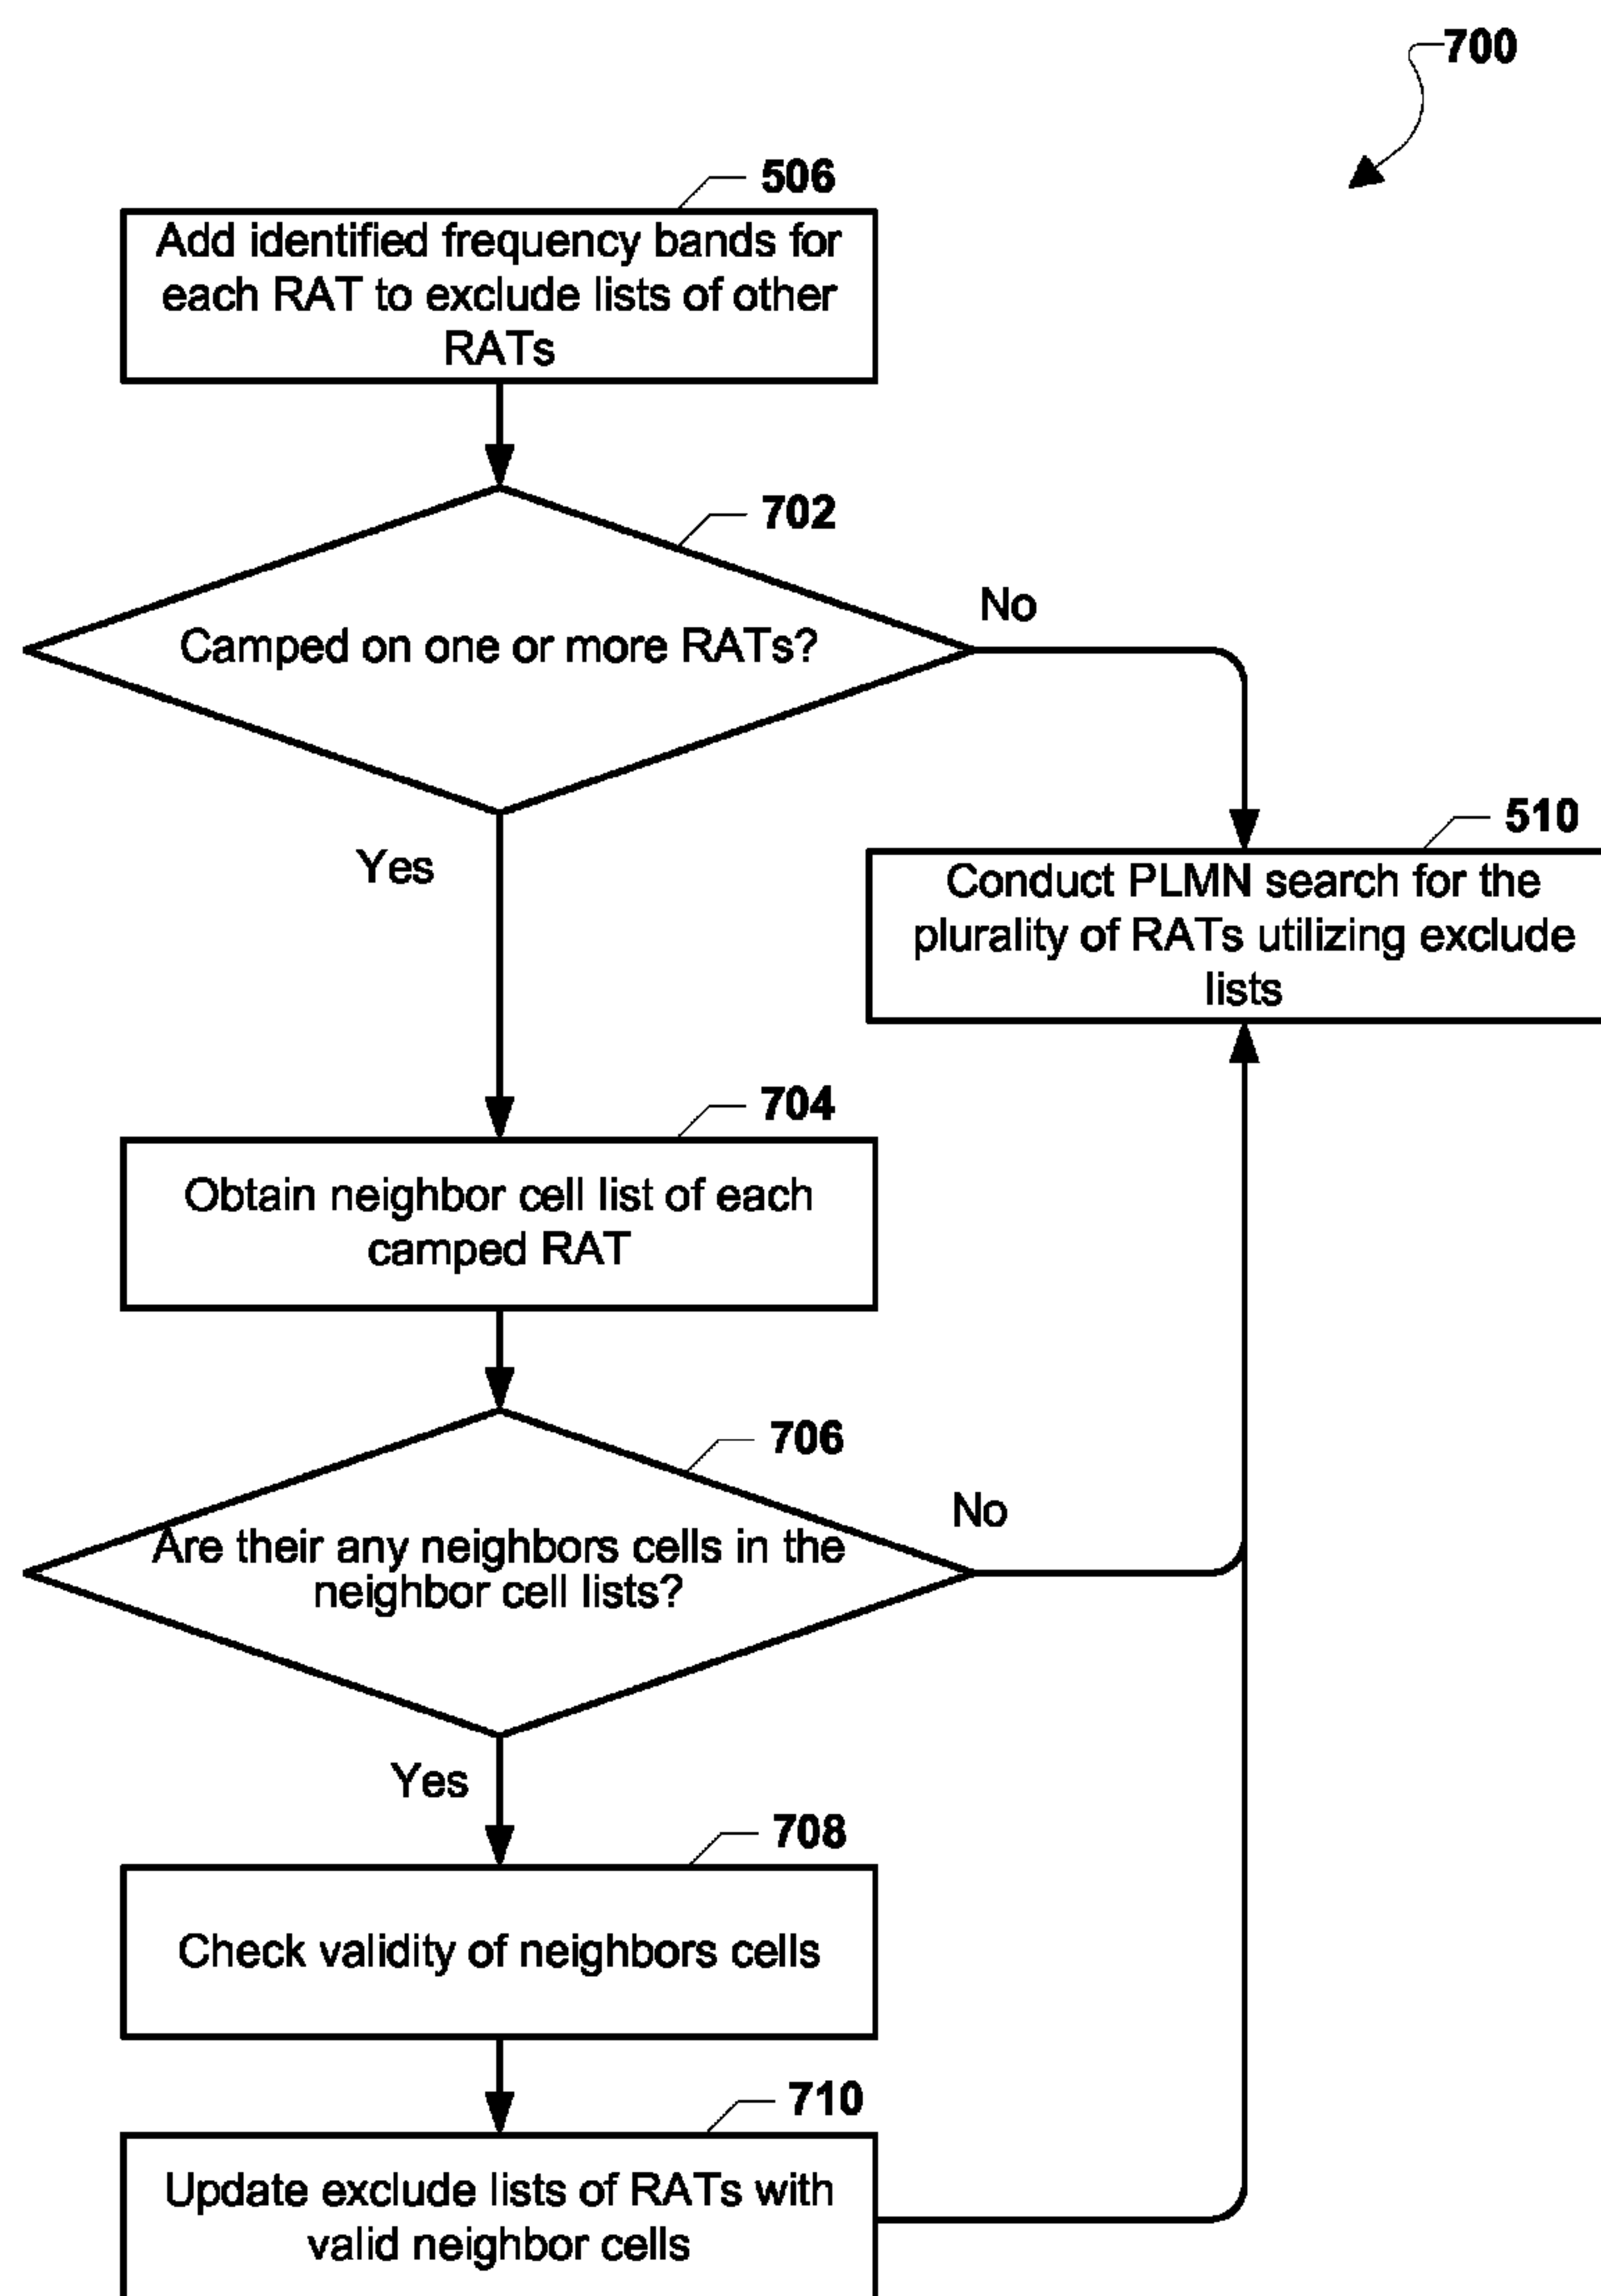 700
506
Add identified frequency bands for
each RAT to exclude lists of other
RATs
702
Camped on one or more RATs?
No
Yes
510
Conduct PLMN search for the
plurality of RATs utilizing exclude
lists
704
Obtain neighbor cell list of each
camped RAT
706
Are their any neighbors cells in the
neighbor cell lists?
No
Yes
708
Check validity of neighbors cells
710
Update exclude lists of RATs with
valid neighbor cells